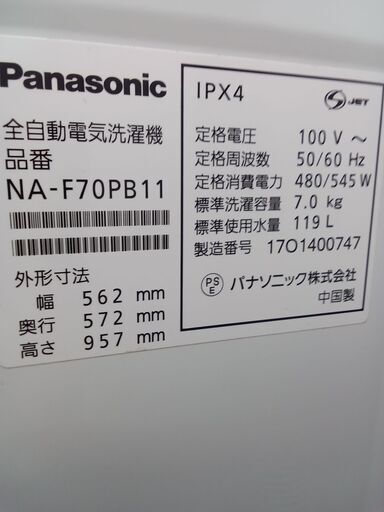 Panasonic
全自動電気洗濯機
品番
NA-F70PB11
外形寸法
幅 562 mm
奥行 572 mm
高さ 957 mm
IPX4
S JET
定格電圧 100 V ～
定格周波数 50/60 Hz
定格消費電力 480/545 W
標準洗濯容量 7.0 kg
標準使用水量 119 L
製造番号 17O1400747
PS E パナソニック株式会社
中国製